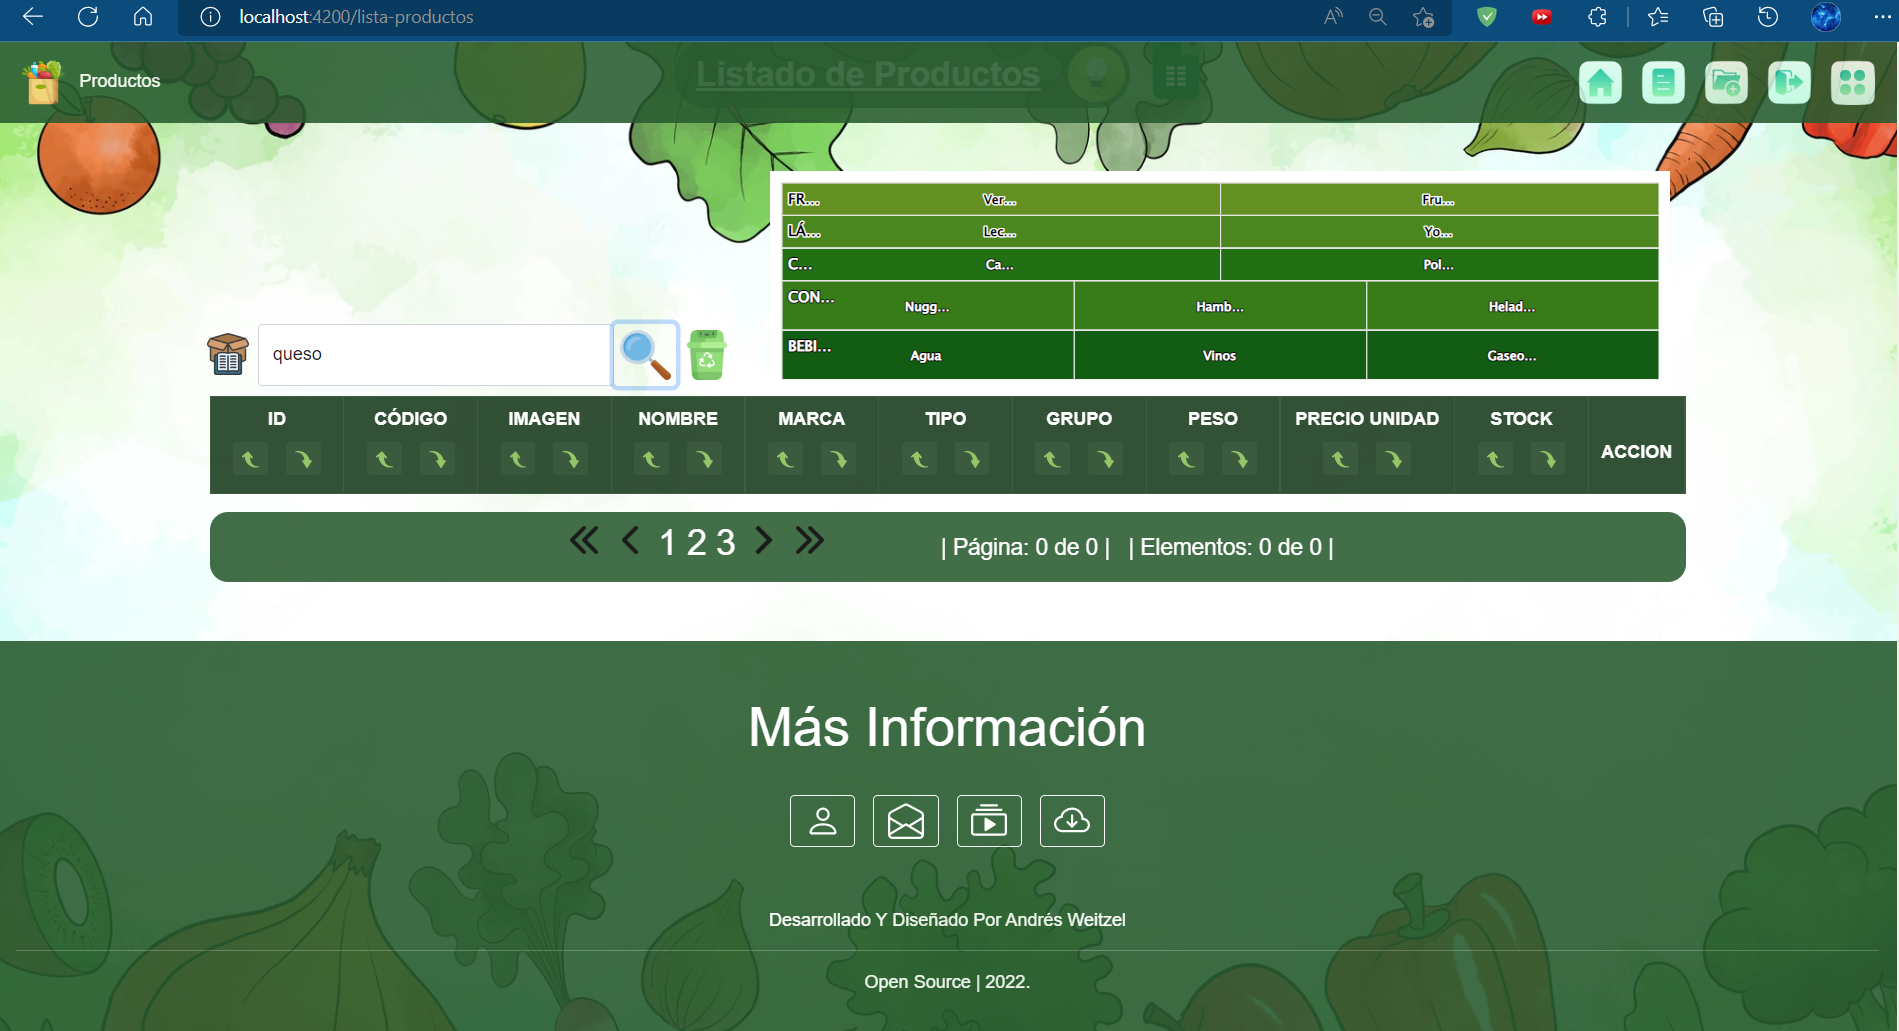 localhost:4200/lista-productos
Productos
Listado de Productos
FR... Ver... Fru...
LÁ... Lec... Yo...
C... Ca... Pol...
CON... Nugg... Hamb... Helad...
BEBI... Agua Vinos Gaseo...
queso
ID CÓDIGO IMAGEN NOMBRE MARCA TIPO GRUPO PESO PRECIO UNIDAD STOCK ACCION
1 2 3 | Página: 0 de 0 | | Elementos: 0 de 0 |
Más Información
Desarrollado Y Diseñado Por Andrés Weitzel
Open Source | 2022.